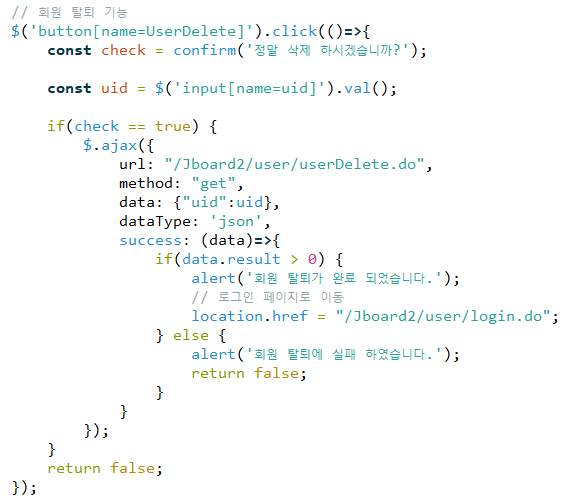 // 회원 탈퇴 기능
$('button[name=UserDelete]').click(()=>{
    const check = confirm('정말 삭제 하시겠습니까?');

    const uid = $('input[name=uid]').val();

    if(check == true) {
        $.ajax({
            url: "/Jboard2/user/userDelete.do",
            method: "get",
            data: {"uid":uid},
            dataType: 'json',
            success: (data)=>{
                if(data.result > 0) {
                    alert('회원 탈퇴가 완료 되었습니다.');
                    // 로그인 페이지로 이동
                    location.href = "/Jboard2/user/login.do";
                } else {
                    alert('회원 탈퇴에 실패 하였습니다.');
                    return false;
                }
            }
        });
    }
    return false;
});